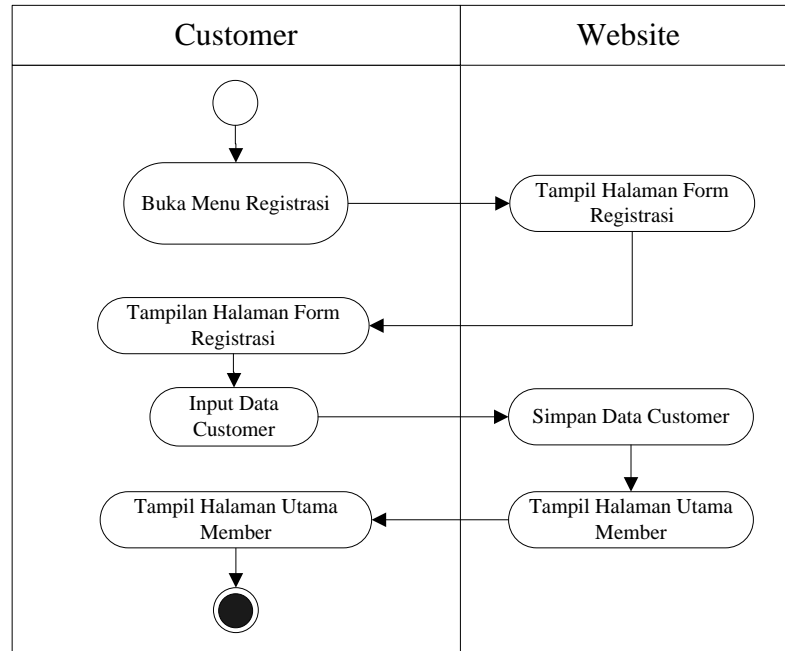 Customer
Website
Buka Menu Registrasi
Tampil Halaman Form
Registrasi
Tampilan Halaman Form
Registrasi
Input Data
Customer
Simpan Data Customer
Tampil Halaman Utama
Member
Tampil Halaman Utama
Member